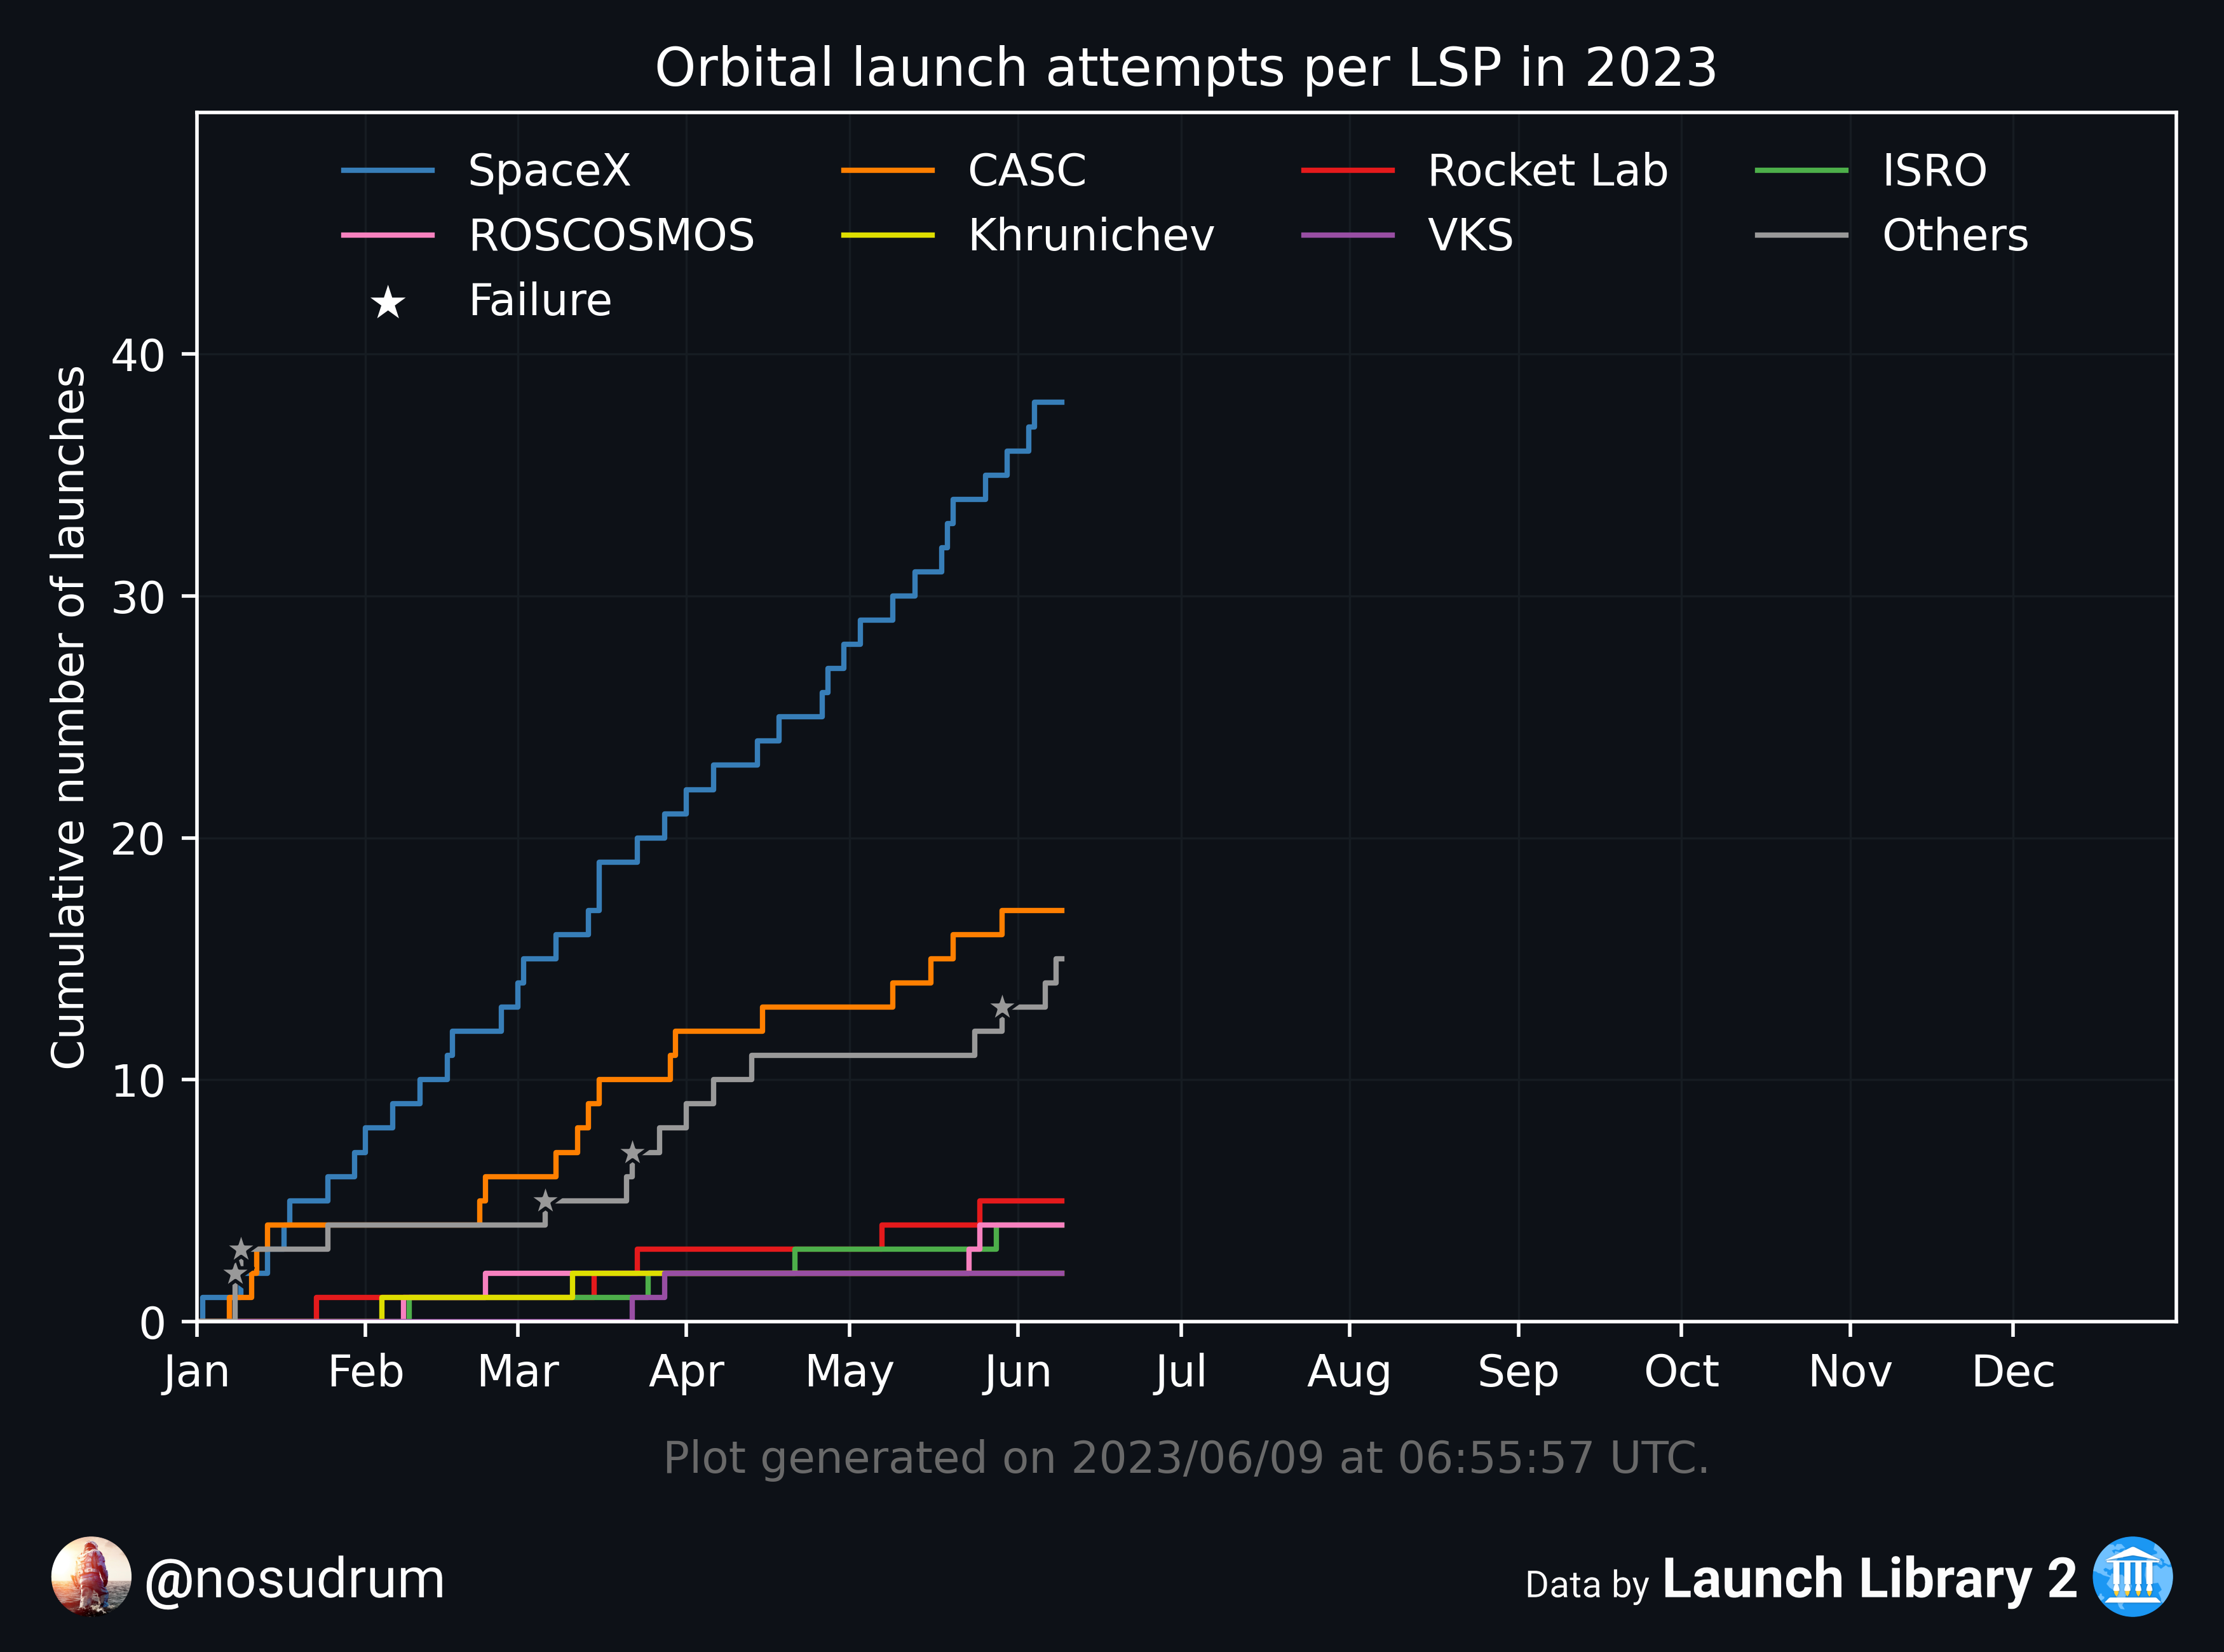 Orbital launch attempts per LSP in 2023
SpaceX CASC Rocket Lab ISRO
ROSCOSMOS Khrunichev VKS Others
Failure
Cumulative number of launches
40
30
20
10
0
Jan Feb Mar Apr May Jun Jul Aug Sep Oct Nov Dec
Plot generated on 2023/06/09 at 06:55:57 UTC.
@nosudrum
Data by Launch Library 2